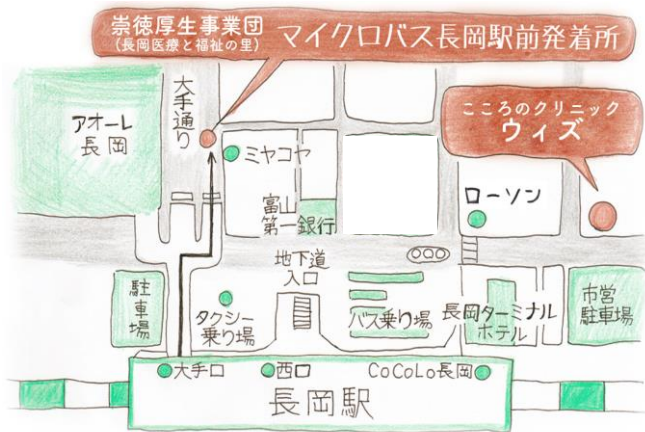 崇徳厚生事業団
(長岡医療と福祉の里)
マイクロバス長岡駅前発着所
こころのクリニック
ウィズ
アオーレ
長岡
大手通り
ミヤコヤ
ローソン
富山
第一銀行
地下道
入口
駐車場
タクシー
乗り場
バス乗り場
長岡ターミナル
ホテル
市営
駐車場
大手口
西口
CoCoLo長岡
長岡駅